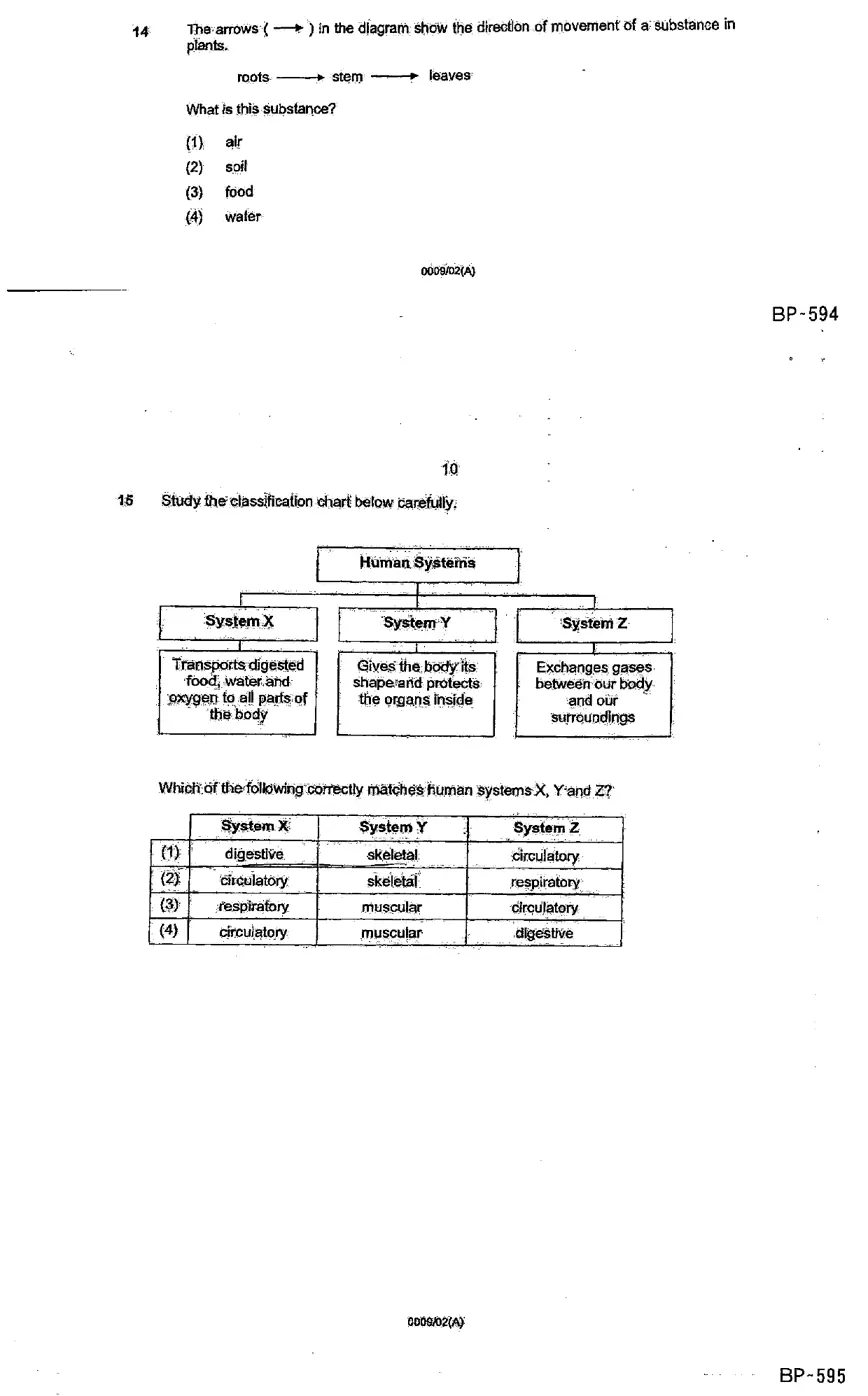 14 The arrows ( → ) in the diagram show the direction of movement of a substance in
plants.
roots → stem → leaves
What is this substance?
(1) air
(2) soil
(3) food
(4) water
0009/02(A)
BP-594
10
15 Study the classification chart below carefully.
Human Systems
System X System Y System Z
Transports digested
food, water and
oxygen to all parts of
the body
Gives the body its
shape and protects
the organs inside
Exchanges gases
between our body
and our
surroundings
Which of the following correctly matches human systems X, Y and Z?
System X System Y System Z
(1) digestive skeletal circulatory
(2) circulatory skeletal respiratory
(3) respiratory muscular circulatory
(4) circulatory muscular digestive
0009/02(A)
BP-595